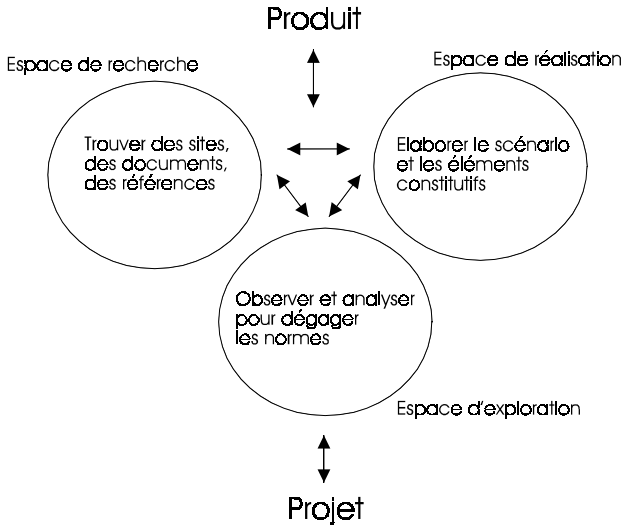 Produit
Espace de recherche
Espace de réalisation
Trouver des sites,
des documents,
des références
Elaborer le scénario
et les éléments
constitutifs
Observer et analyser
pour dégager
les normes
Espace d'exploration
Projet